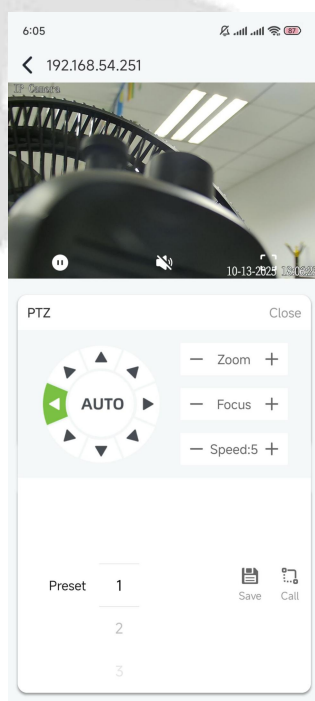 6:05
87
192.168.54.251
IP Camera
10-13-2025
PTZ
Close
AUTO
— Zoom +
— Focus +
— Speed:5 +
Preset
1
2
3
Save
Call